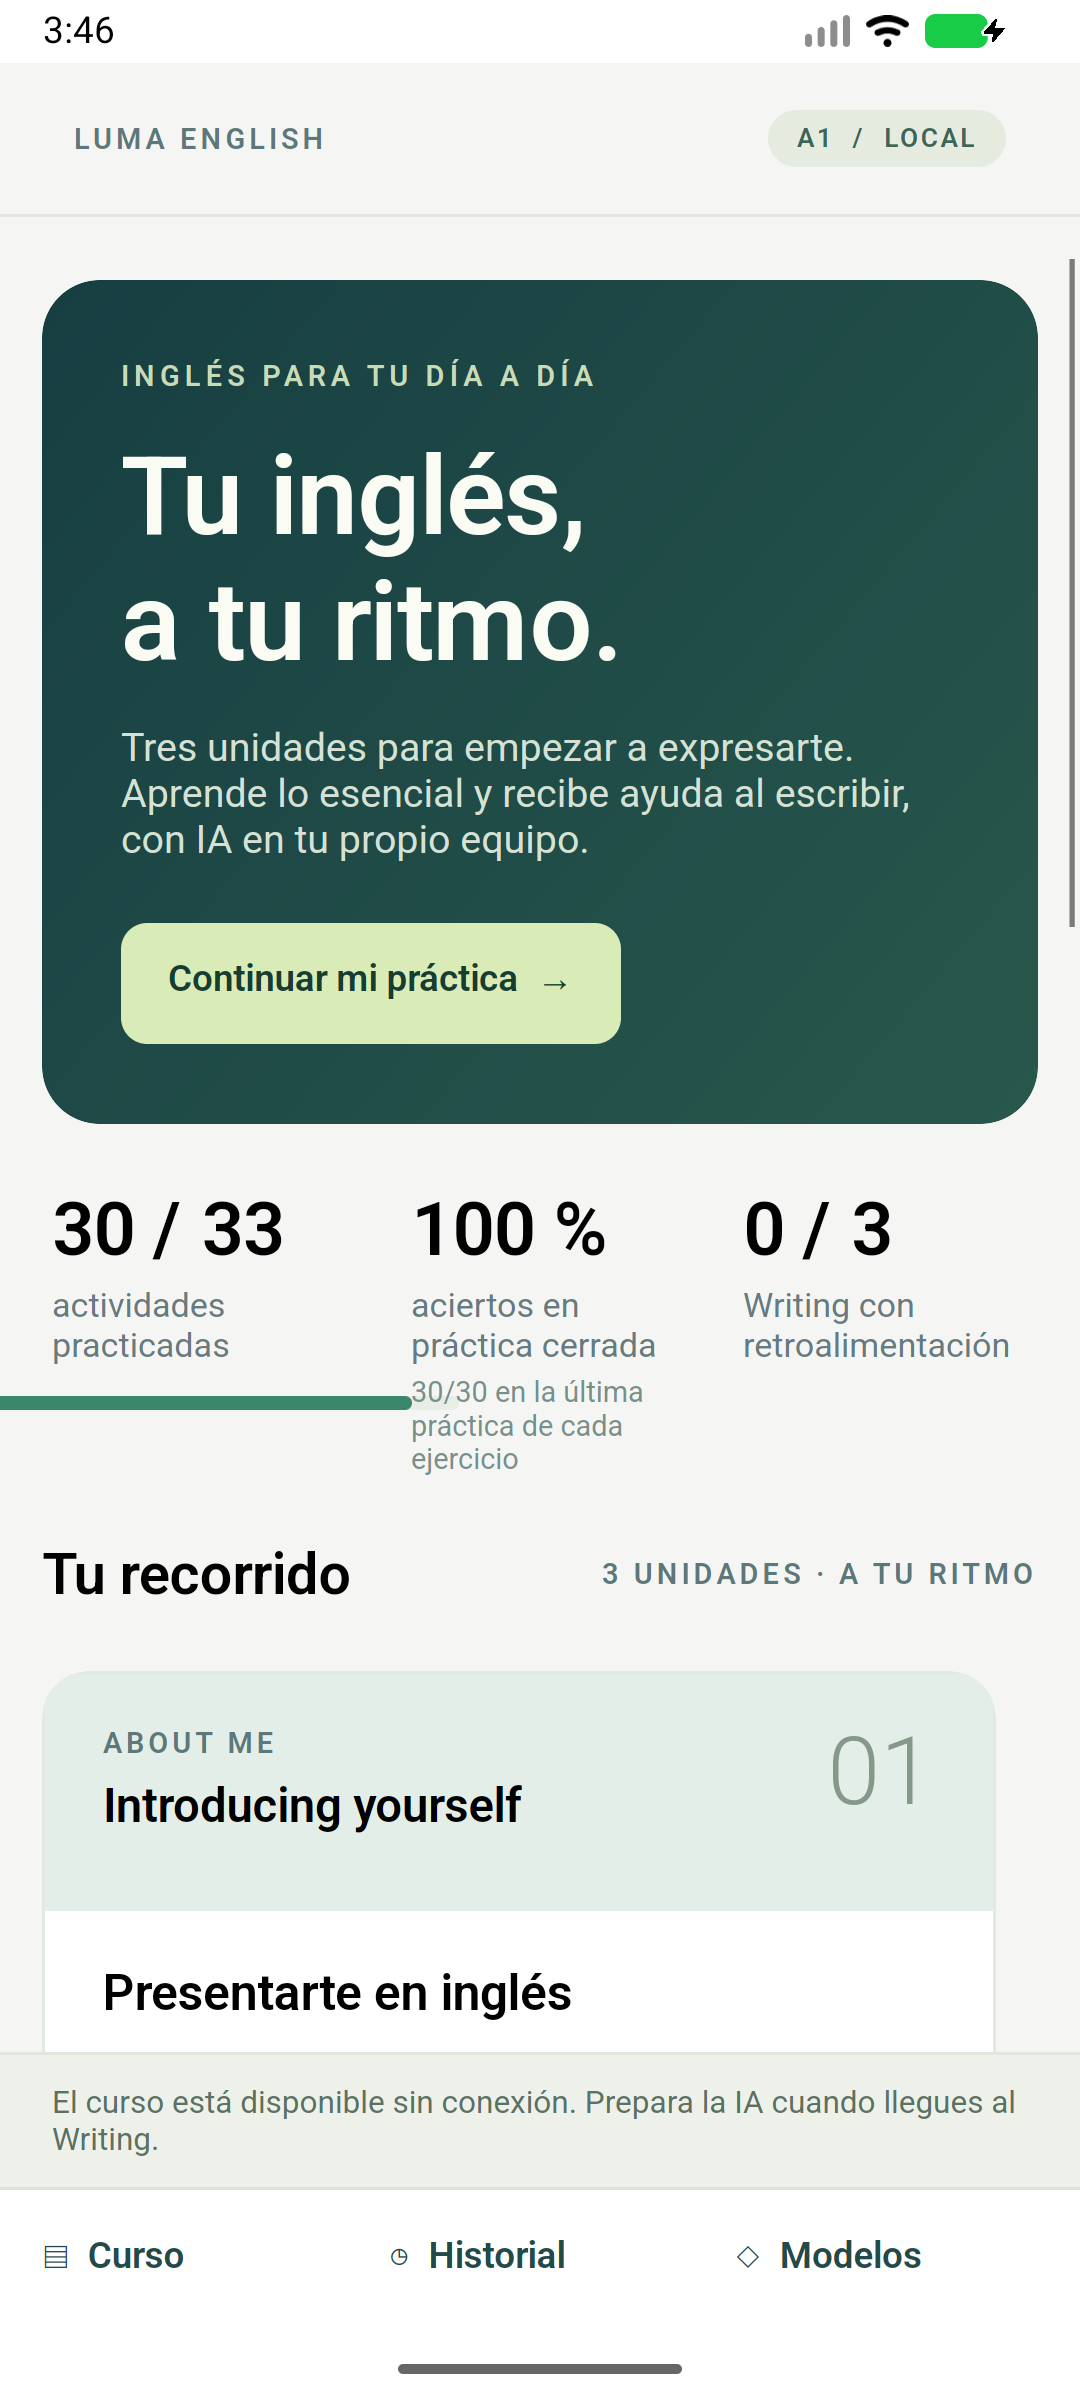 3:46
LUMA ENGLISH
A1 / LOCAL
INGLÉS PARA TU DÍA A DÍA
Tu inglés,
a tu ritmo.
Tres unidades para empezar a expresarte.
Aprende lo esencial y recibe ayuda al escribir,
con IA en tu propio equipo.
Continuar mi práctica →
30 / 33
actividades
practicadas
100 %
aciertos en
práctica cerrada
30/30 en la última
práctica de cada
ejercicio
0 / 3
Writing con
retroalimentación
Tu recorrido
3 UNIDADES · A TU RITMO
ABOUT ME
01
Introducing yourself
Presentarte en inglés
El curso está disponible sin conexión. Prepara la IA cuando llegues al
Writing.
Curso
Historial
Modelos